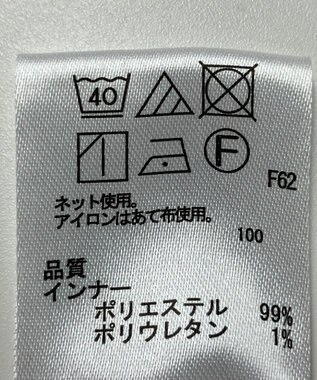 40
F
F62
ネット使用。
アイロンはあて布使用。
100
品質
インナー
ポリエステル 99%
ポリウレタン 1%